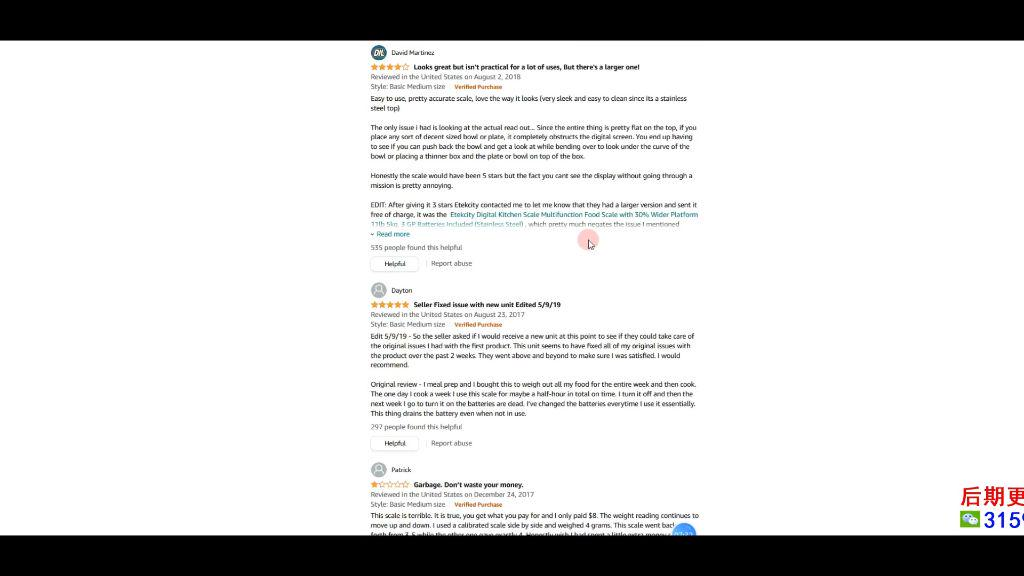 David Martinez
Looks great but isn't practical for a lot of uses, But there's a larger one!
Reviewed in the United States on August 2, 2018
Style: Basic Medium size Verified Purchase
Easy to use, pretty accurate scale, love the way it looks (very sleek and easy to clean since its a stainless
steel top)
The only issue i had is looking at the actual read out... Since the entire thing is pretty flat on the top, if you
place any sort of decent sized bowl or plate, it completely obstructs the digital screen. You end up having
to see if you can push back the bowl and get a look at while bending over to look under the curve of the
bowl or placing a thinner box and the plate or bowl on top of the box.
Honestly the scale would have been 5 stars but the fact you cant see the display without going through a
mission is pretty annoying.
EDIT: After giving it 3 stars Etekcity contacted me to let me know that they had a larger version and sent it
free of charge, it was the Etekcity Digital Kitchen Scale Multifunction Food Scale with 30% Wider Platform
11lb 5kg, 3 GP Batteries Included (Stainless Steel) , which pretty much negates the issue I mentioned
Read more
535 people found this helpful
Helpful | Report abuse
Dayton
Seller Fixed issue with new unit Edited 5/9/19
Reviewed in the United States on August 23, 2017
Style: Basic Medium size Verified Purchase
Edit 5/9/19 - So the seller asked if I would receive a new unit at this point to see if they could take care of
the original issues I had with the first product. This unit seems to have fixed all of my original issues with
the product over the past 2 weeks. They went above and beyond to make sure I was satisfied. I would
recommend.
Original review - I meal prep and I bought this to weigh out all my food for the entire week and then cook.
The one day I cook a week I use this scale for maybe a half-hour in total on time. I turn it off and then the
next week I go to turn it on the batteries are dead. I've changed the batteries everytime I use it essentially.
This thing drains the battery even when not in use.
297 people found this helpful
Helpful | Report abuse
Patrick
Garbage. Don't waste your money.
Reviewed in the United States on December 24, 2017
Style: Basic Medium size Verified Purchase
This scale is terrible. It is true, you get what you pay for and I only paid $8. The weight reading continues to
move up and down. I used a calibrated scale side by side and weighed 4 grams. This scale went back
后期更
3159